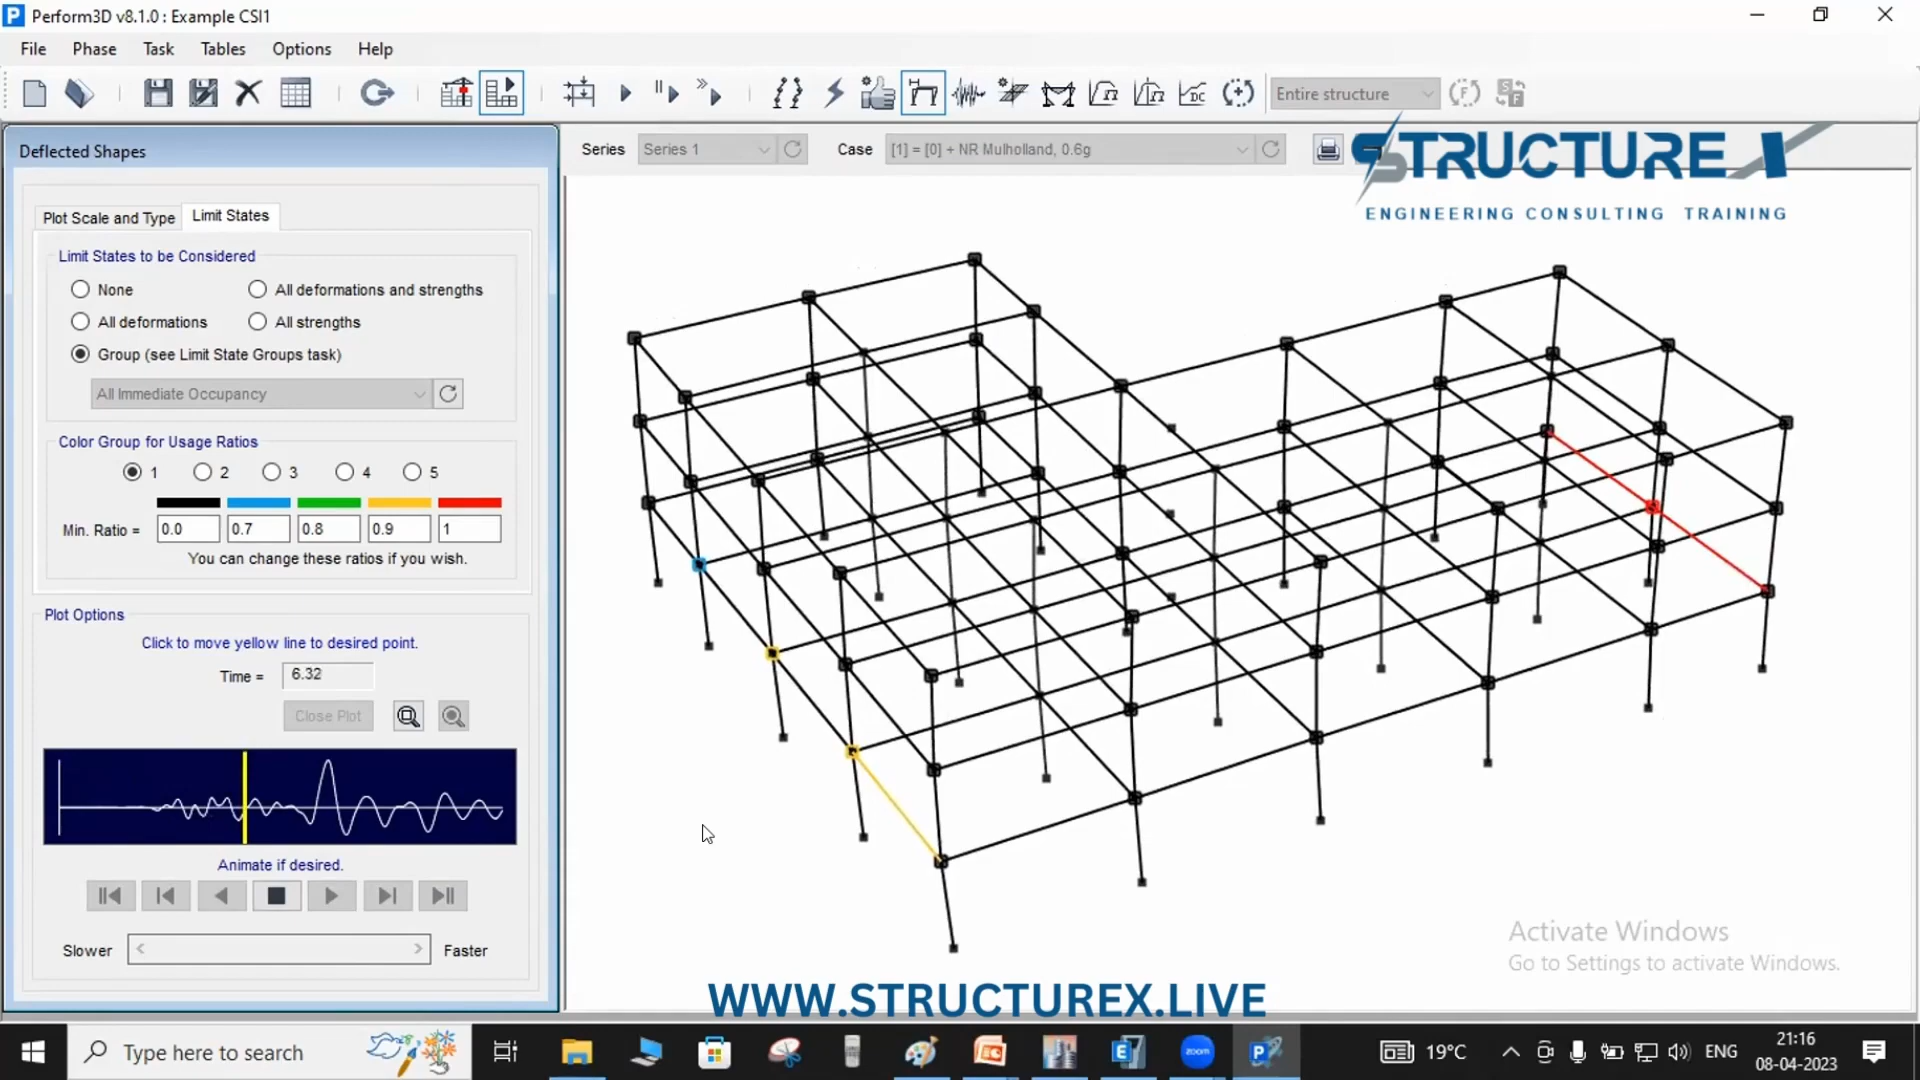 Perform3D v8.1.0 : Example CSI1
File Phase Task Tables Options Help
Entire structure
Deflected Shapes
Series Series 1 Case [1] = [0] + NR Mulholland, 0.6g
STRUCTURE X
ENGINEERING CONSULTING TRAINING
Plot Scale and Type Limit States
Limit States to be Considered
None All deformations and strengths
All deformations All strengths
Group (see Limit State Groups task)
All Immediate Occupancy
Color Group for Usage Ratios
1 2 3 4 5
Min. Ratio = 0.0 0.7 0.8 0.9 1
You can change these ratios if you wish.
Plot Options
Click to move yellow line to desired point.
Time = 6.32
Close Plot
Animate if desired.
Slower Faster
Activate Windows
Go to Settings to activate Windows.
WWW.STRUCTUREX.LIVE
Type here to search
zoom
19°C
ENG
21:16
08-04-2023